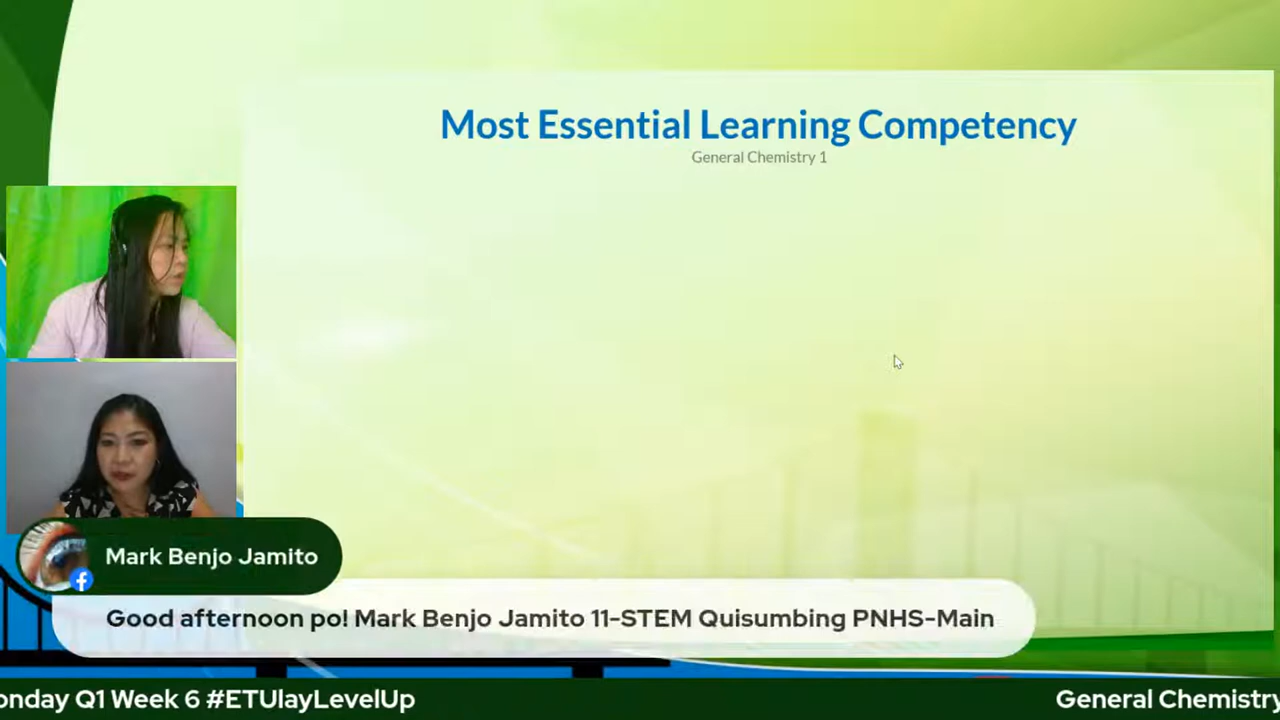 Most Essential Learning Competency
General Chemistry 1
Mark Benjo Jamito
Good afternoon po! Mark Benjo Jamito 11-STEM Quisumbing PNHS-Main
Q1 Week 6 #ETUlayLevelUp
General Chemistry